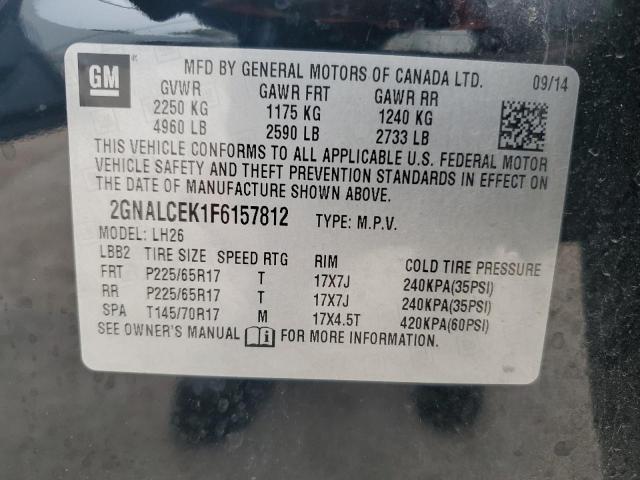 GM MFD BY GENERAL MOTORS OF CANADA LTD. 09/14
GVWR GAWR FRT GAWR RR
2250 KG 1175 KG 1240 KG
4960 LB 2590 LB 2733 LB
THIS VEHICLE CONFORMS TO ALL APPLICABLE U.S. FEDERAL MOTOR
VEHICLE SAFETY AND THEFT PREVENTION STANDARDS IN EFFECT ON
THE DATE OF MANUFACTURE SHOWN ABOVE.
2GNALCEK1F6157812 TYPE: M.P.V.
MODEL: LH26
LBB2 TIRE SIZE SPEED RTG RIM COLD TIRE PRESSURE
FRT P225/65R17 T 17X7J 240KPA(35PSI)
RR P225/65R17 T 17X7J 240KPA(35PSI)
SPA T145/70R17 M 17X4.5T 420KPA(60PSI)
SEE OWNER'S MANUAL FOR MORE INFORMATION.